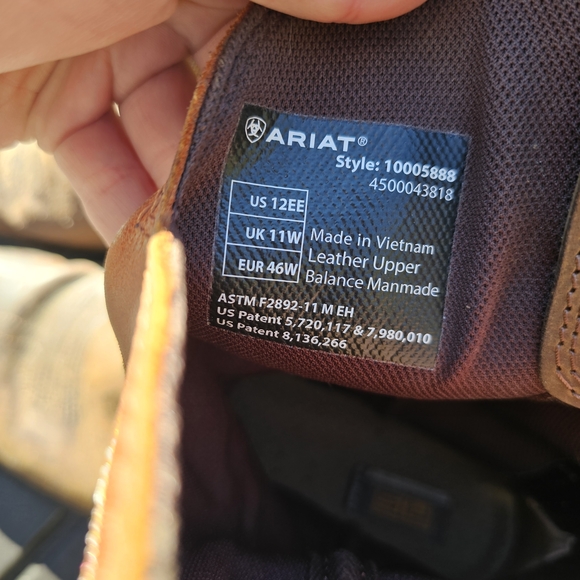 ARIAT®
Style: 10005888
4500043818
US 12EE
UK 11W
EUR 46W
Made in Vietnam
Leather Upper
Balance Manmade
ASTM F2892-11 M EH
US Patent 5,720,117 & 7,980,010
US Patent 8,136,266